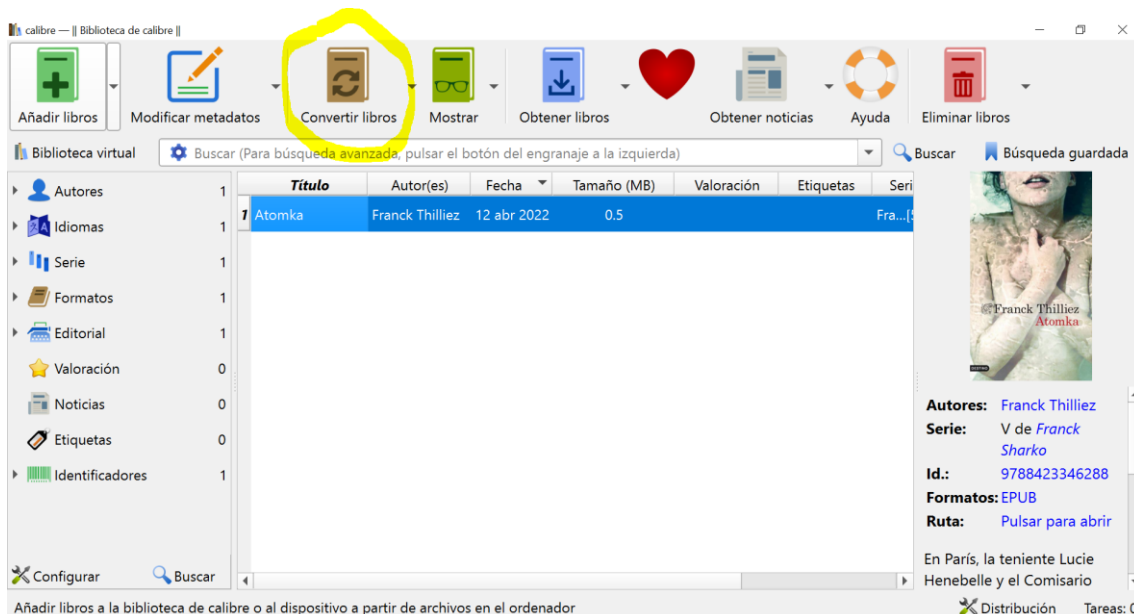 calibre — || Biblioteca de calibre ||
Añadir libros Modificar metadatos Convertir libros Mostrar Obtener libros Obtener noticias Ayuda Eliminar libros
Biblioteca virtual Buscar (Para búsqueda avanzada, pulsar el botón del engranaje a la izquierda) Buscar Búsqueda guardada
Autores 1
Idiomas 1
Serie 1
Formatos 1
Editorial 1
Valoración 0
Noticias 0
Etiquetas 0
Identificadores 1
Configurar Buscar
Título Autor(es) Fecha Tamaño (MB) Valoración Etiquetas Seri
1 Atomka Franck Thilliez 12 abr 2022 0.5 Fra...[5
Franck Thilliez
Atomka
Autores: Franck Thilliez
Serie: V de Franck
Sharko
Id.: 9788423346288
Formatos: EPUB
Ruta: Pulsar para abrir
En París, la teniente Lucie
Henebelle y el Comisario
Añadir libros a la biblioteca de calibre o al dispositivo a partir de archivos en el ordenador Distribución Tareas: 0